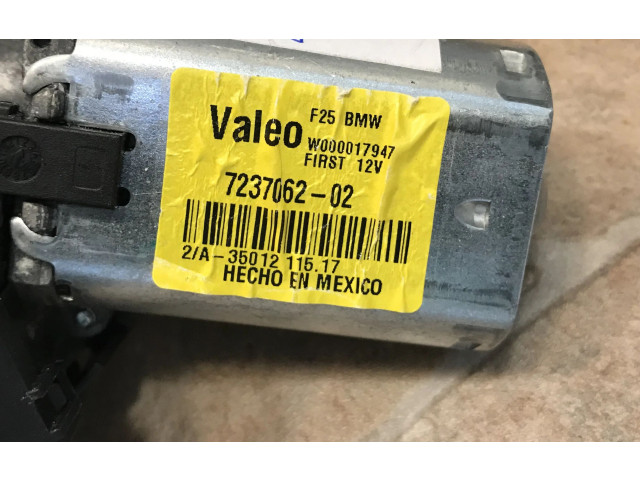 Valeo F25 BMW
W000017947
FIRST 12V
7237062-02
2/A-35012 115.17
HECHO EN MEXICO